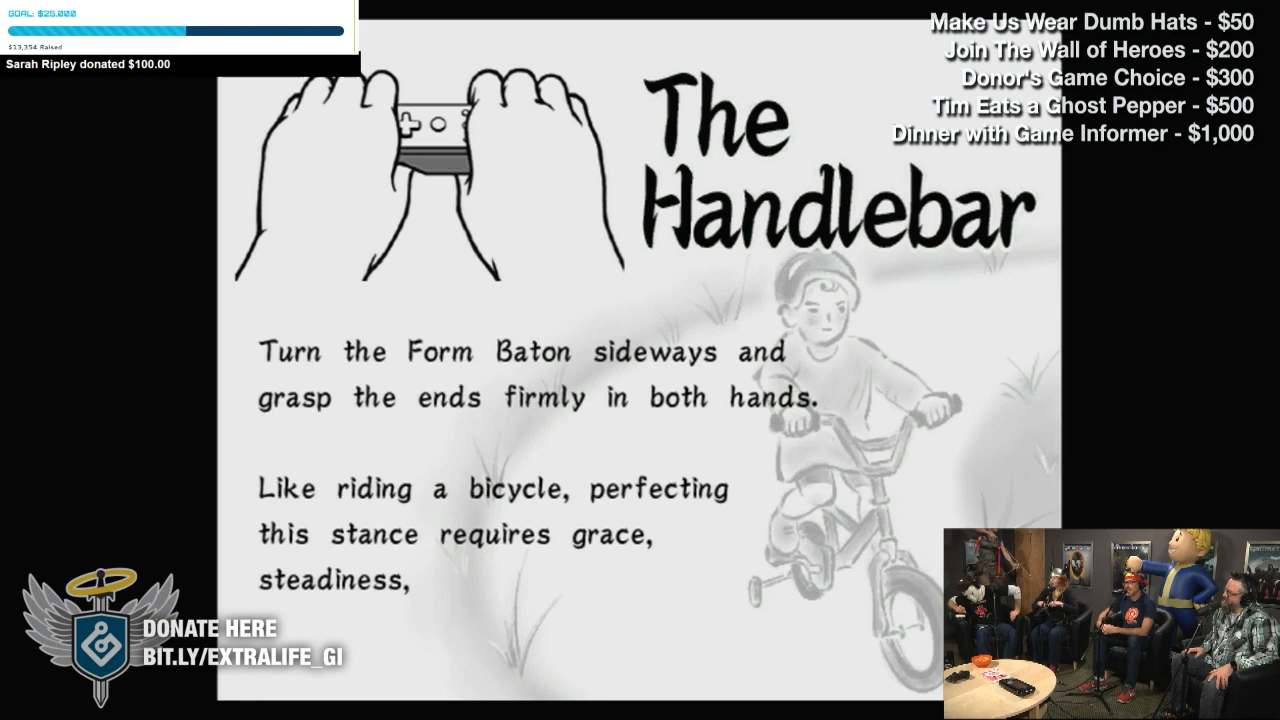 GOAL: $25,000
$13,354 Raised
Sarah Ripley donated $100.00
Make Us Wear Dumb Hats - $50
Join The Wall of Heroes - $200
Donor's Game Choice - $300
Tim Eats a Ghost Pepper - $500
Dinner with Game Informer - $1,000
The
Handlebar
Turn the Form Baton sideways and
grasp the ends firmly in both hands.
Like riding a bicycle, perfecting
this stance requires grace,
steadiness,
DONATE HERE
BIT.LY/EXTRALIFE_GI